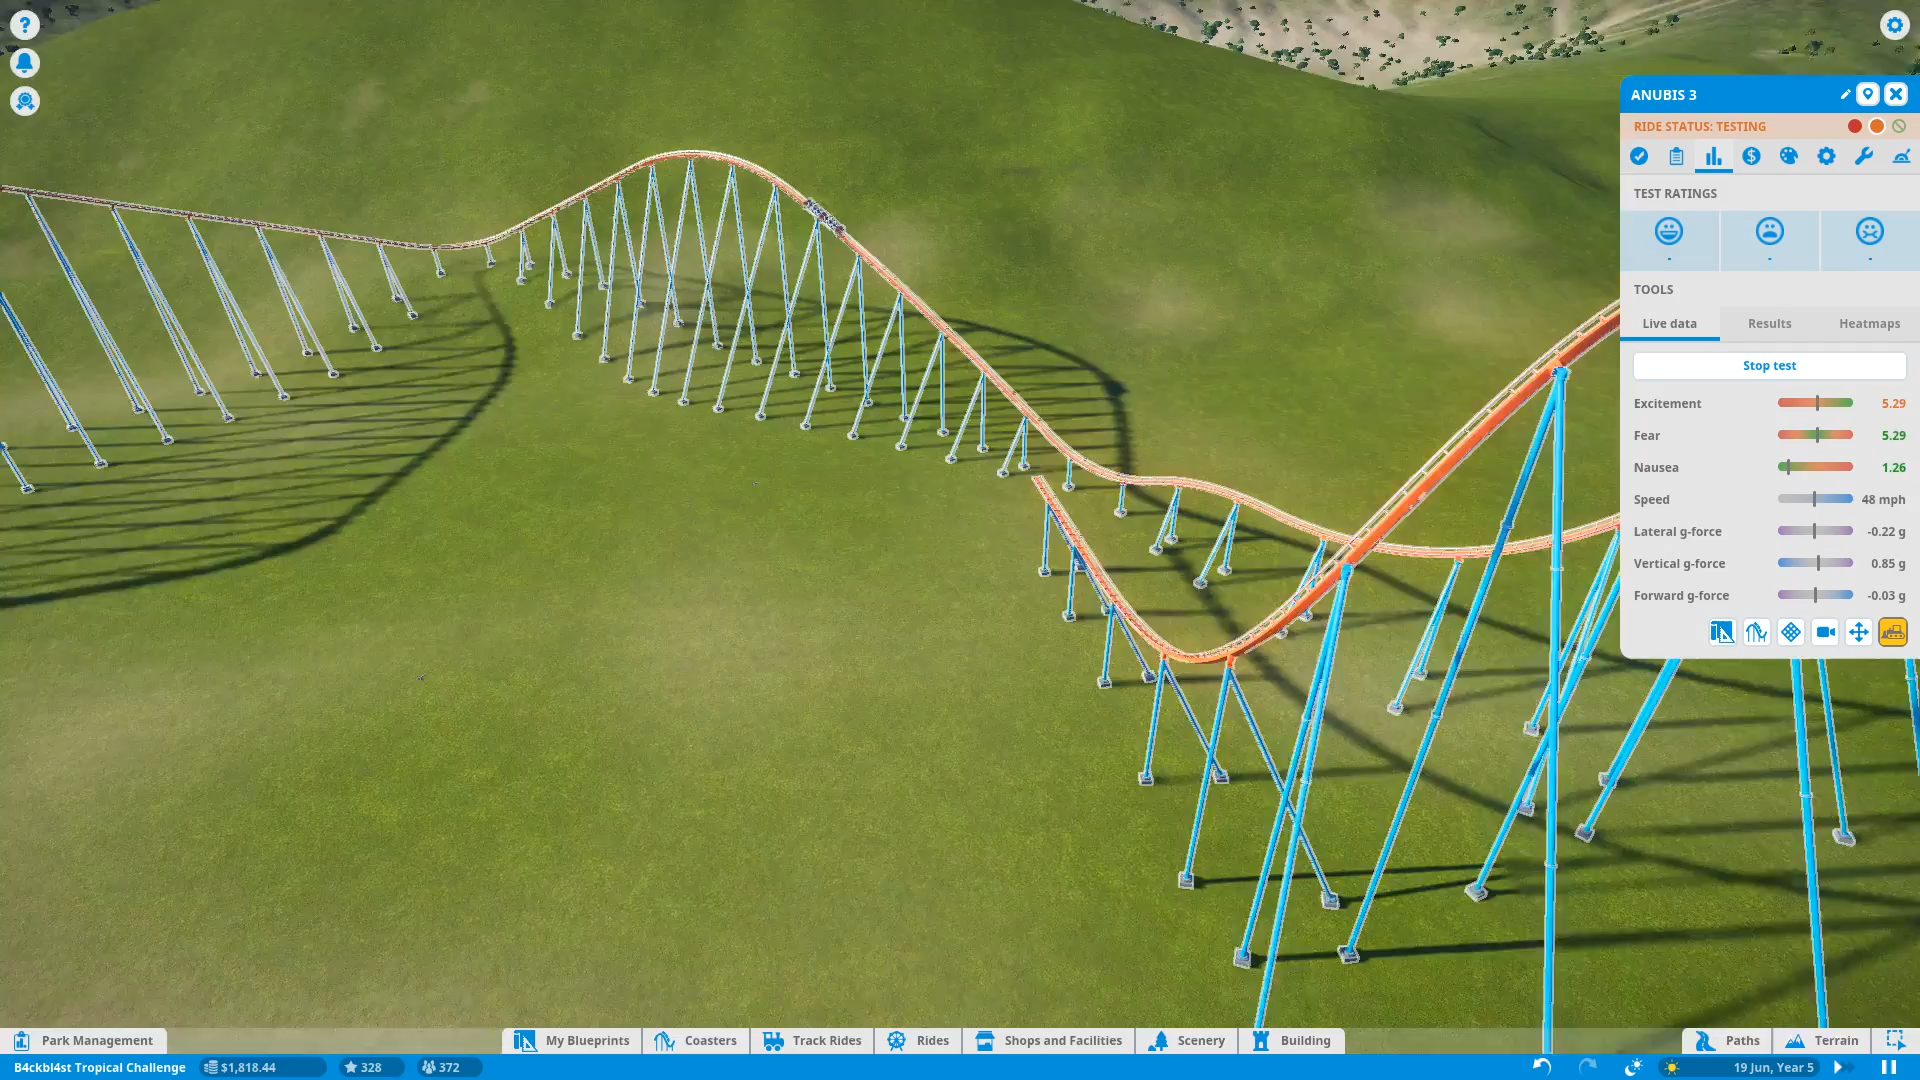 ANUBIS 3
RIDE STATUS: TESTING
TEST RATINGS
- - -
TOOLS
Live data Results Heatmaps
Stop test
Excitement 5.29
Fear 5.29
Nausea 1.26
Speed 48 mph
Lateral g-force -0.22 g
Vertical g-force 0.85 g
Forward g-force -0.03 g
Park Management My Blueprints Coasters Track Rides Rides Shops and Facilities Scenery Building Paths Terrain
B4ckbl4st Tropical Challenge $1,818.44 328 372 19 Jun, Year 5